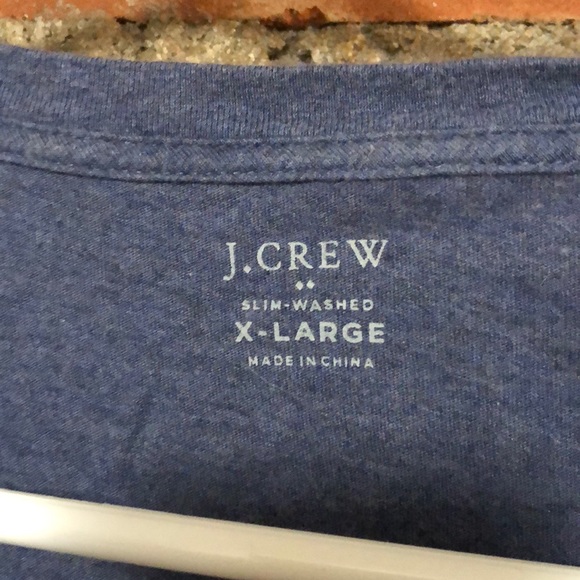 J.CREW
SLIM-WASHED
X-LARGE
MADE IN CHINA